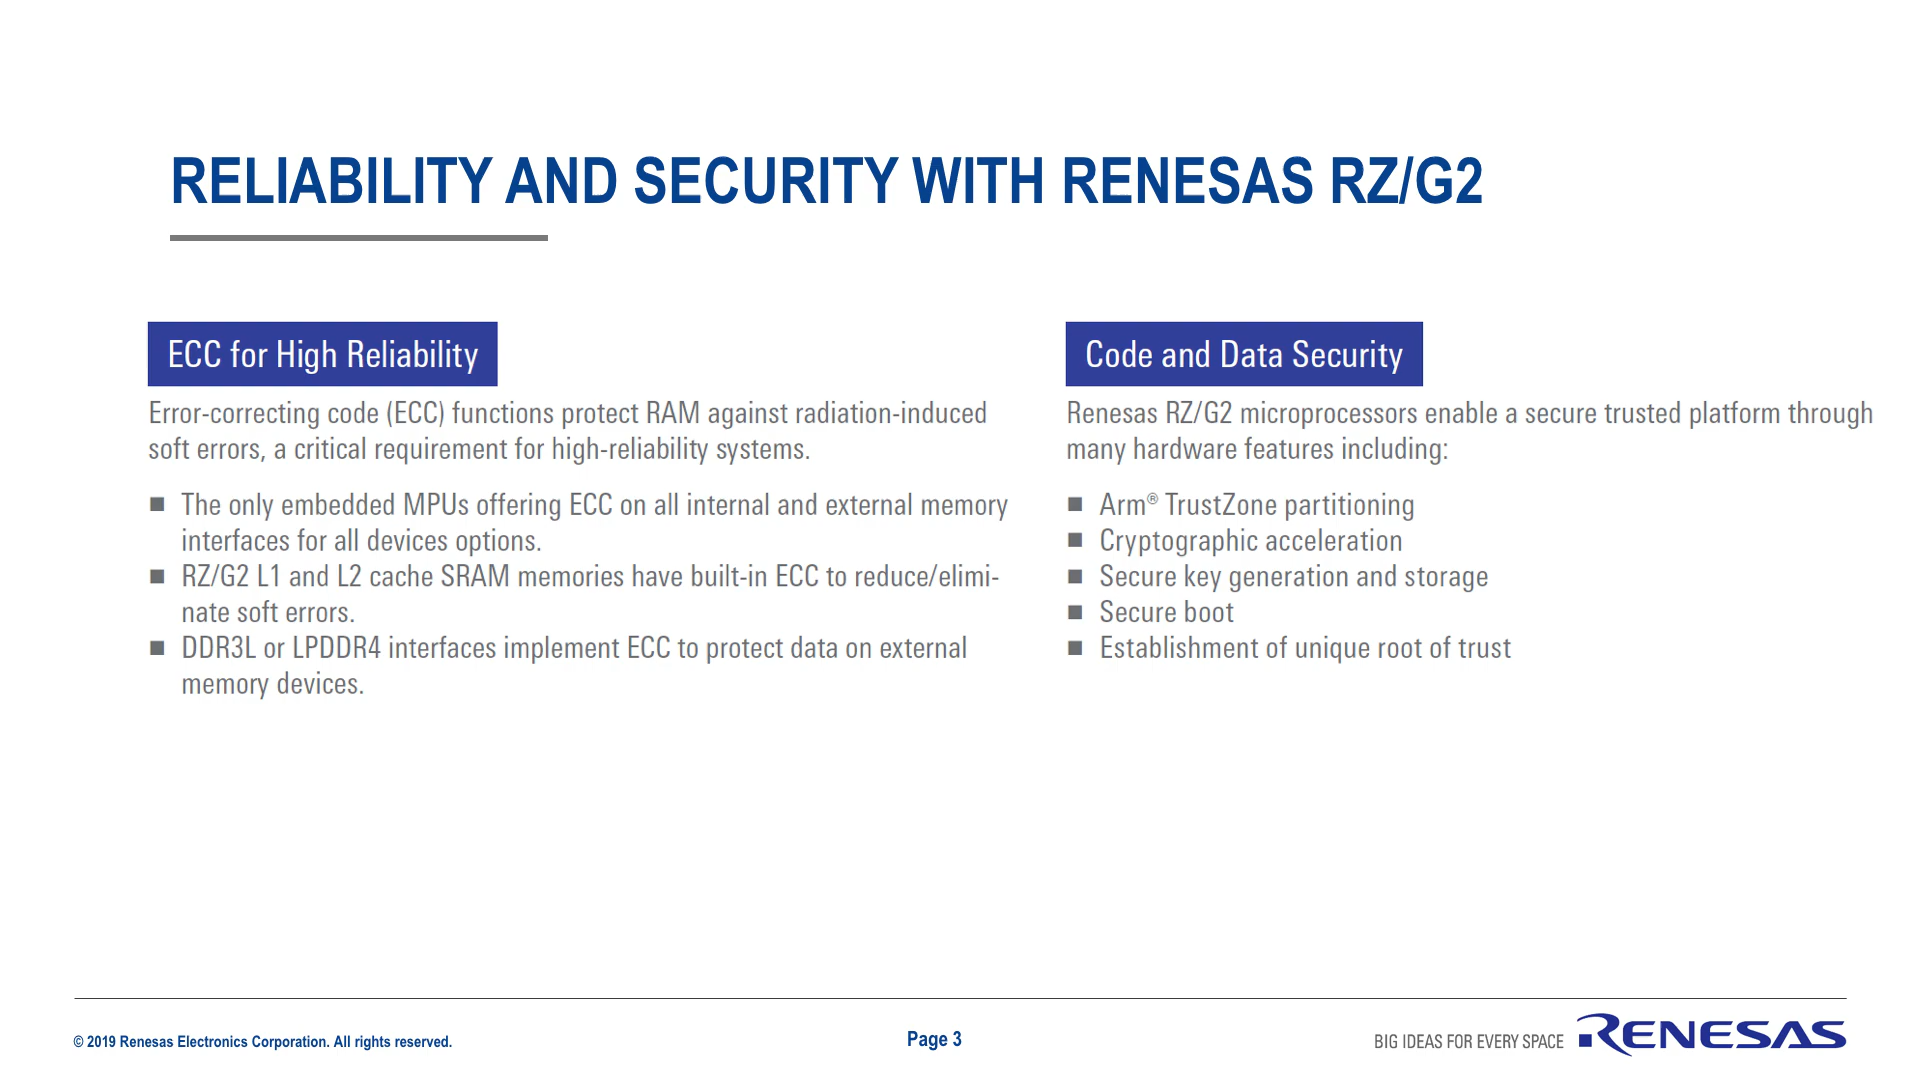 RELIABILITY AND SECURITY WITH RENESAS RZ/G2
ECC for High Reliability
Error-correcting code (ECC) functions protect RAM against radiation-induced
soft errors, a critical requirement for high-reliability systems.
■ The only embedded MPUs offering ECC on all internal and external memory
interfaces for all devices options.
■ RZ/G2 L1 and L2 cache SRAM memories have built-in ECC to reduce/elimi-
nate soft errors.
■ DDR3L or LPDDR4 interfaces implement ECC to protect data on external
memory devices.
Code and Data Security
Renesas RZ/G2 microprocessors enable a secure trusted platform through
many hardware features including:
■ Arm® TrustZone partitioning
■ Cryptographic acceleration
■ Secure key generation and storage
■ Secure boot
■ Establishment of unique root of trust
© 2019 Renesas Electronics Corporation. All rights reserved.
Page 3
BIG IDEAS FOR EVERY SPACE
RENESAS